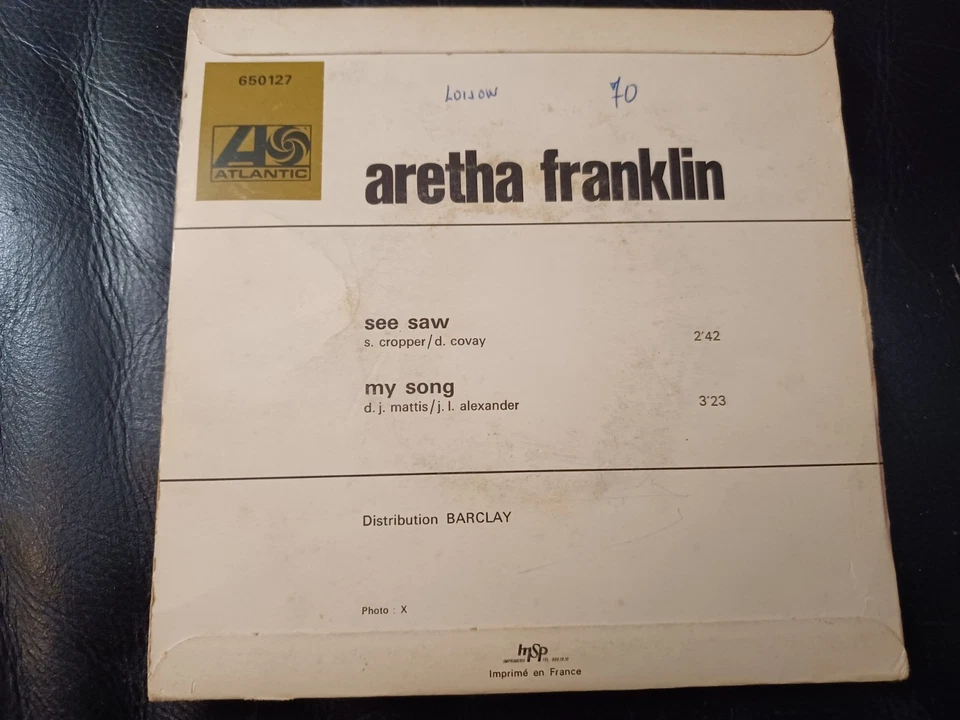 650127
70
ATLANTIC
aretha franklin
see saw
s. cropper/d. covay
2'42
my song
d. j. mattis/j. l. alexander
3'23
Distribution BARCLAY
Photo : X
msp
Imprimé en France